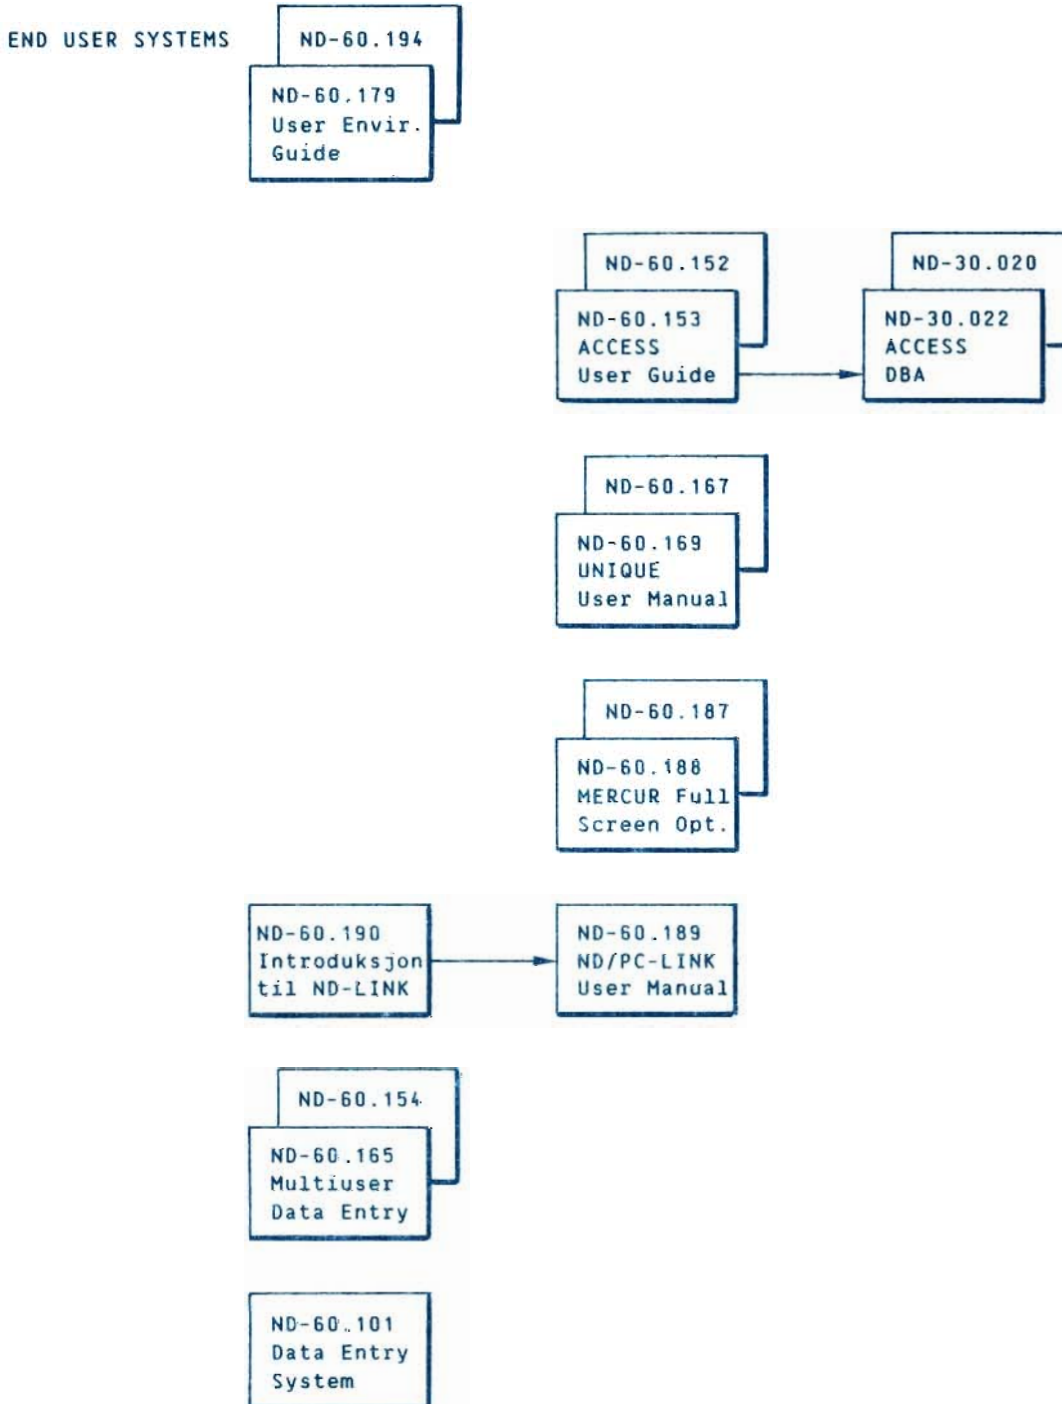 END USER SYSTEMS
ND-60.194
ND-60.179
User Envir.
Guide
ND-60.152
ND-60.153
ACCESS
User Guide
ND-30.020
ND-30.022
ACCESS
DBA
ND-60.167
ND-60.169
UNIQUE
User Manual
ND-60.187
ND-60.188
MERCUR Full
Screen Opt.
ND-60.190
Introduksjon
til ND-LINK
ND-60.189
ND/PC-LINK
User Manual
ND-60.154
ND-60.165
Multiuser
Data Entry
ND-60.101
Data Entry
System